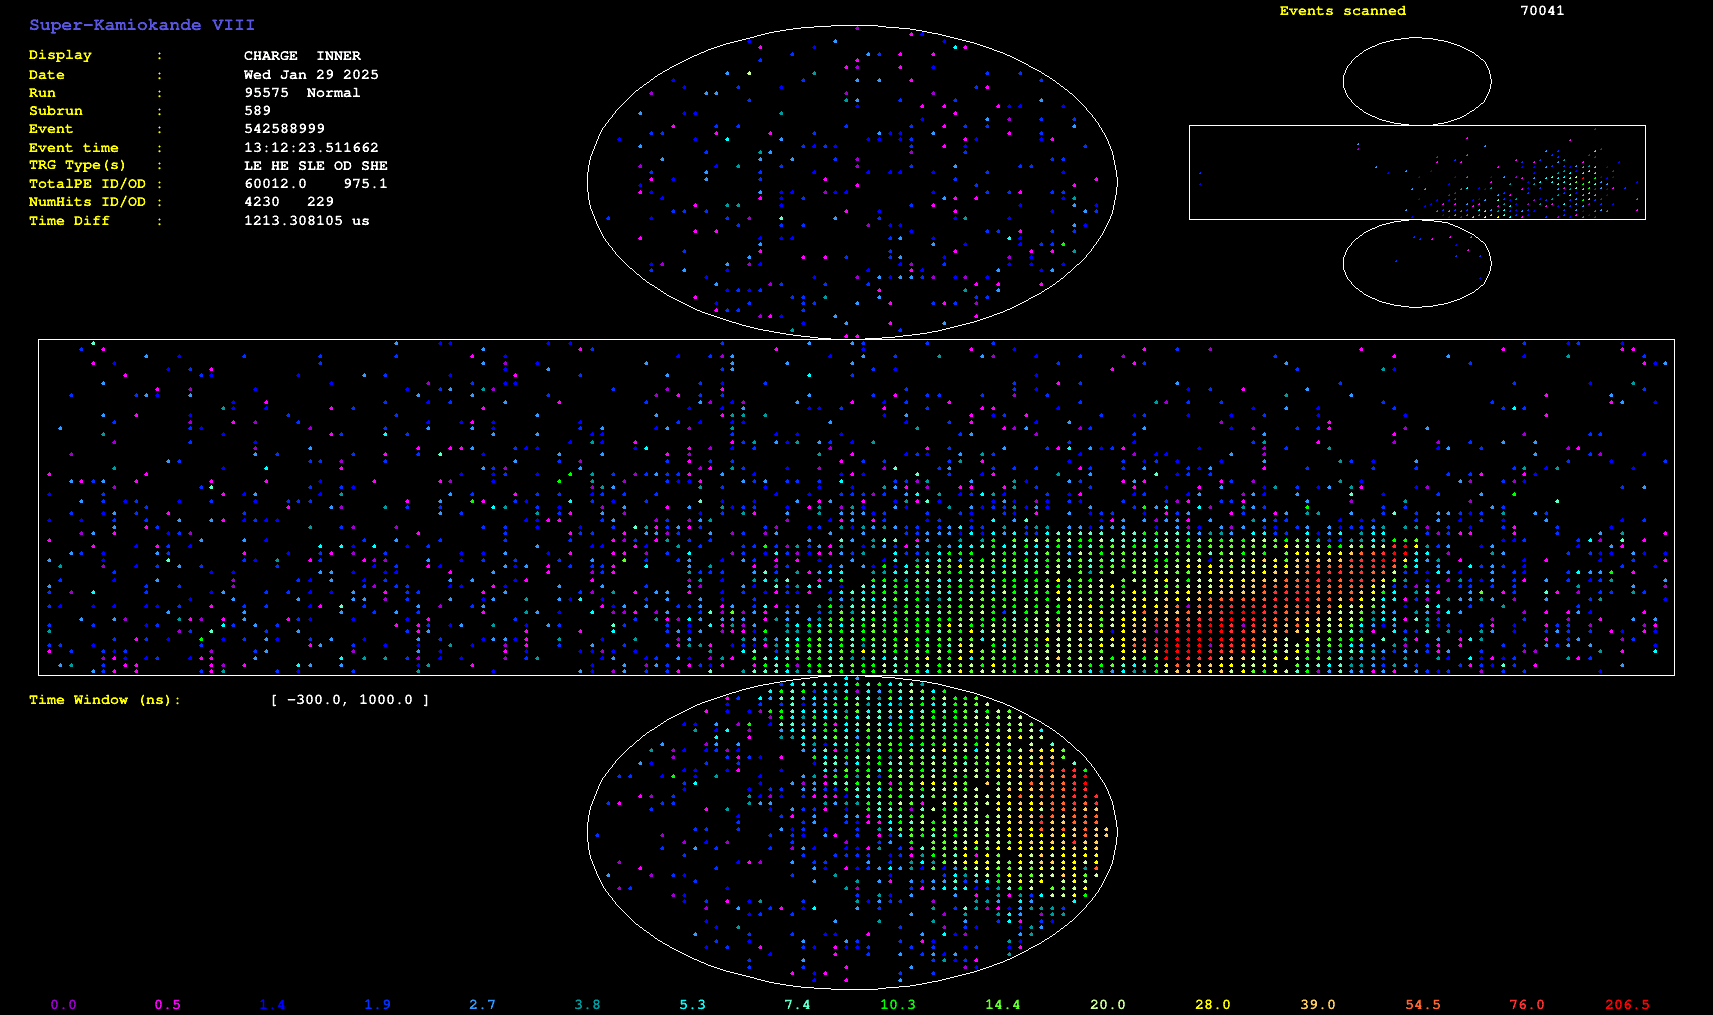 Super-Kamiokande VIII
Events scanned 70041
Display : CHARGE INNER
Date : Wed Jan 29 2025
Run : 95575 Normal
Subrun : 589
Event : 542588999
Event time : 13:12:23.511662
TRG Type(s) : LE HE SLE OD SHE
TotalPE ID/OD : 60012.0 975.1
NumHits ID/OD : 4230 229
Time Diff : 1213.308105 us
Time Window (ns): [ -300.0, 1000.0 ]
0.0 0.5 1.4 1.9 2.7 3.8 5.3 7.4 10.3 14.4 20.0 28.0 39.0 54.5 76.0 206.5